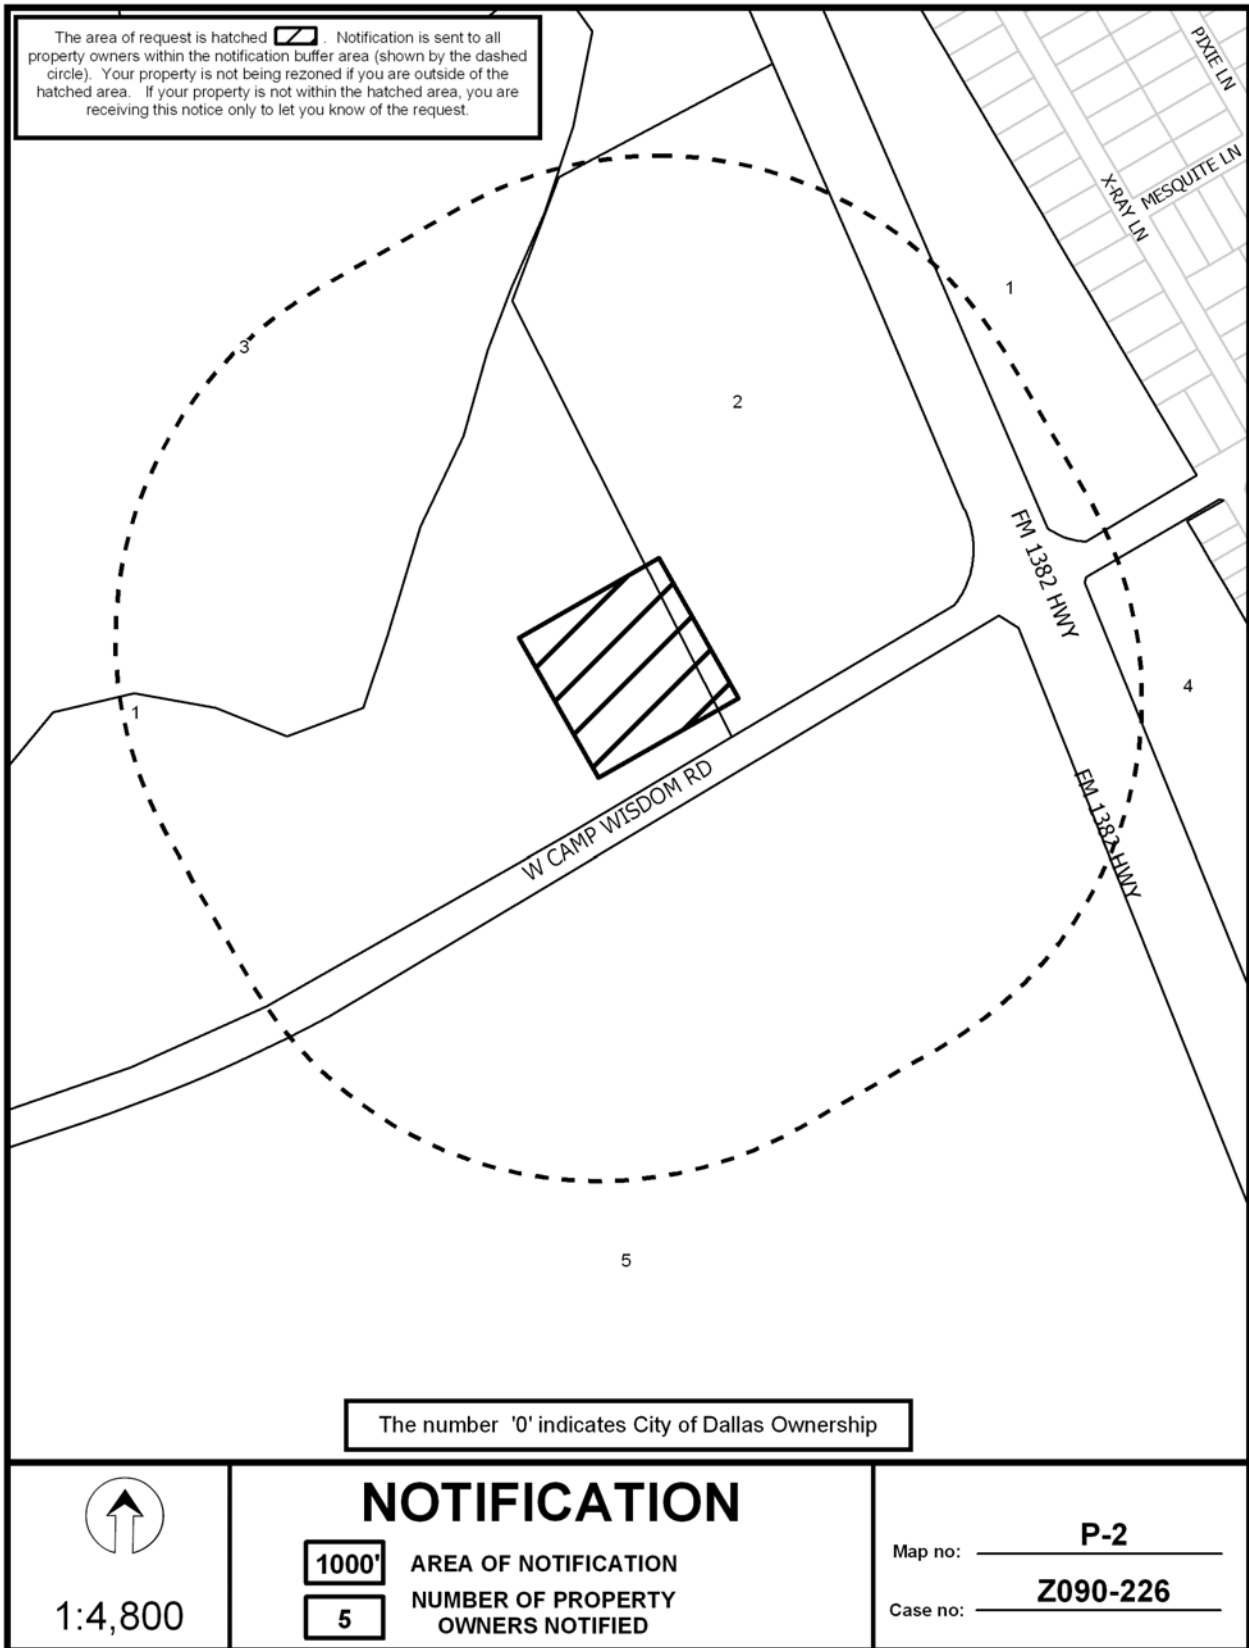 The area of request is hatched . Notification is sent to all
property owners within the notification buffer area (shown by the dashed
circle). Your property is not being rezoned if you are outside of the
hatched area. If your property is not within the hatched area, you are
receiving this notice only to let you know of the request.
PIXIE LN
MESQUITE LN
X-RAY LN
1
3
2
FM 1382 HWY
4
1
W CAMP WISDOM RD
FM 1382 HWY
5
The number '0' indicates City of Dallas Ownership
NOTIFICATION
1000' AREA OF NOTIFICATION
5 NUMBER OF PROPERTY
OWNERS NOTIFIED
1:4,800
Map no: P-2
Case no: Z090-226